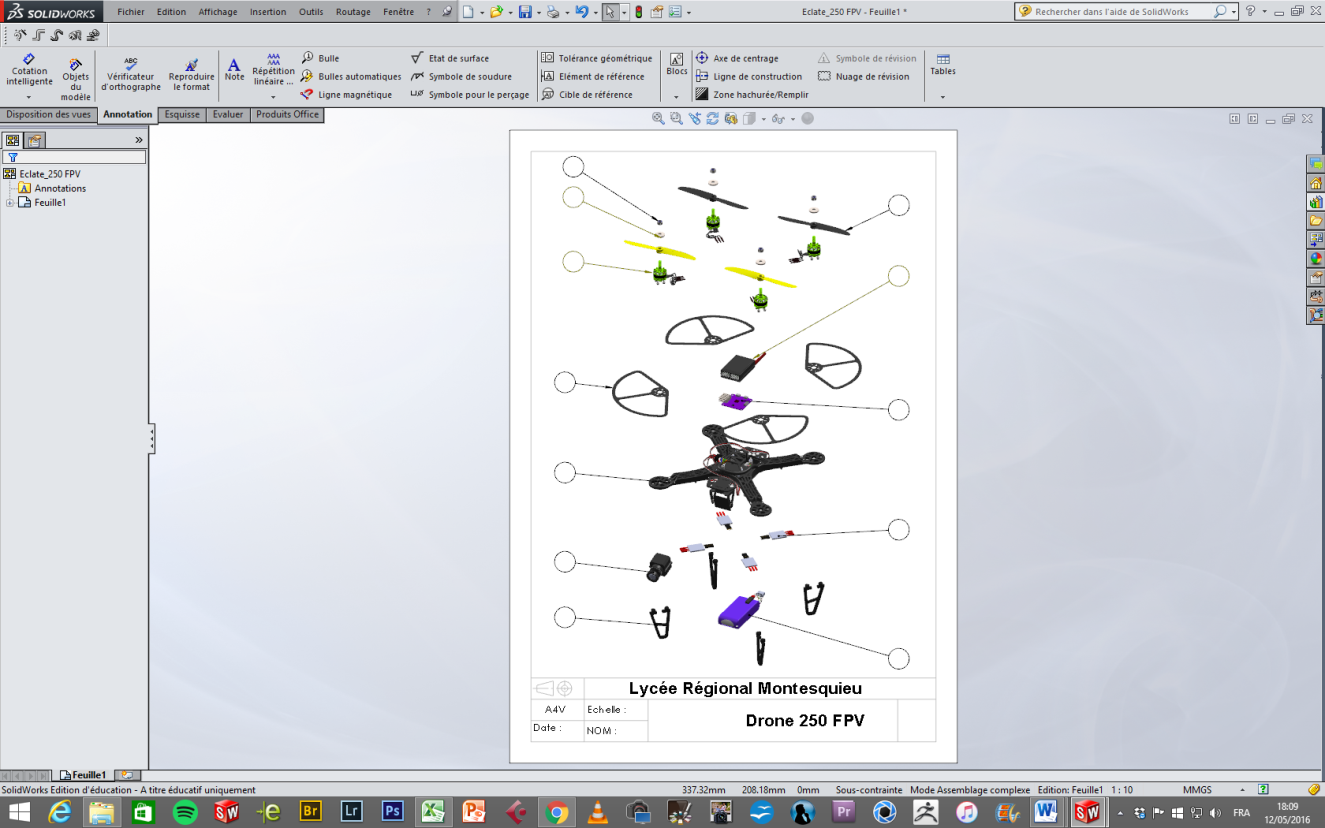 SOLIDWORKS
Fichier Edition Affichage Insertion Outils Routage Fenêtre ?
Eclate_250 FPV - Feuille1 *
Rechercher dans l'aide de SolidWorks
Cotation intelligente
Objets du modèle
ABC
Vérificateur d'orthographe
Reproduire le format
Note
Répétition linéaire ...
Bulle
Bulles automatiques
Ligne magnétique
Etat de surface
Symbole de soudure
Symbole pour le perçage
Tolérance géométrique
Elément de référence
Cible de référence
Blocs
Axe de centrage
Ligne de construction
Zone hachurée/Remplir
Symbole de révision
Nuage de révision
Tables
Disposition des vues Annotation Esquisse Evaluer Produits Office
Eclate_250 FPV
Annotations
Feuille1
Lycée Régional Montesquieu
A4V
Echelle :
Drone 250 FPV
Date :
NOM :
Feuille1
SolidWorks Edition d'éducation - A titre éducatif uniquement
337.32mm 208.18mm 0mm Sous-contrainte Mode Assemblage complexe Edition: Feuille1 1 : 10 MMGS
Br
Lr
Ps
Pr
FRA
18:09
12/05/2016